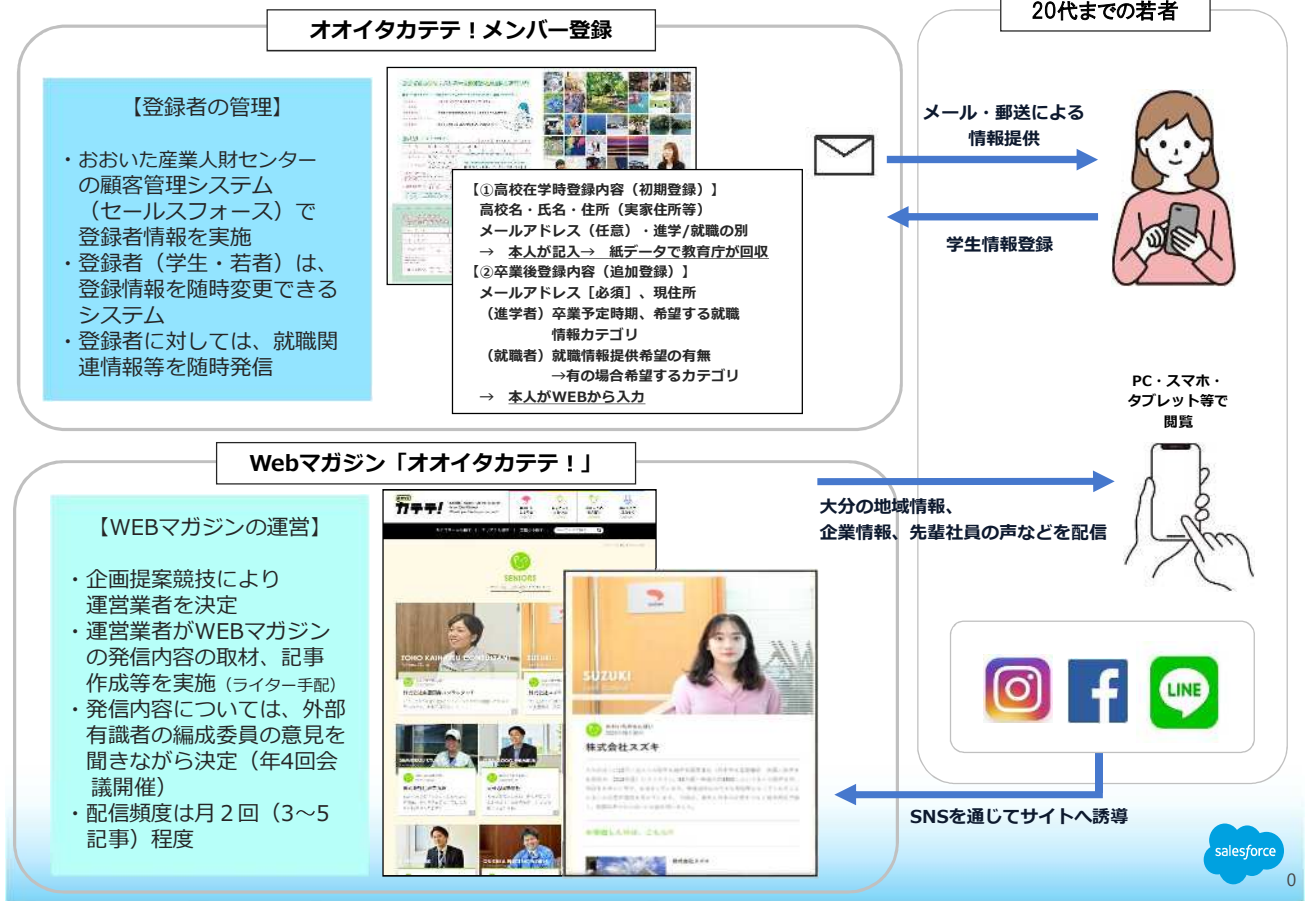 オオイタカテテ！メンバー登録
20代までの若者
【登録者の管理】
・おおいた産業人財センター
の顧客管理システム
（セールスフォース）で
登録者情報を実施
・登録者（学生・若者）は、
登録情報を随時変更できる
システム
・登録者に対しては、就職関
連情報等を随時発信
【①高校在学時登録内容（初期登録）】
高校名・氏名・住所（実家住所等）
メールアドレス（任意）・進学/就職の別
→ 本人が記入→ 紙データで教育庁が回収
【②卒業後登録内容（追加登録）】
メールアドレス［必須］、現住所
（進学者）卒業予定時期、希望する就職
情報カテゴリ
（就職者）就職情報提供希望の有無
→有の場合希望するカテゴリ
→ 本人がWEBから入力
メール・郵送による
情報提供
学生情報登録
PC・スマホ・
タブレット等で
閲覧
Webマガジン「オオイタカテテ！」
【WEBマガジンの運営】
・企画提案競技により
運営業者を決定
・運営業者がWEBマガジン
の発信内容の取材、記事
作成等を実施（ライター手配）
・発信内容については、外部
有識者の編成委員の意見を
聞きながら決定（年4回会
議開催）
・配信頻度は月２回（3～5
記事）程度
カテテ!
SENIORS
SUZUKI
株式会社スズキ
大分の地域情報、
企業情報、先輩社員の声などを配信
LINE
SNSを通じてサイトへ誘導
salesforce
0